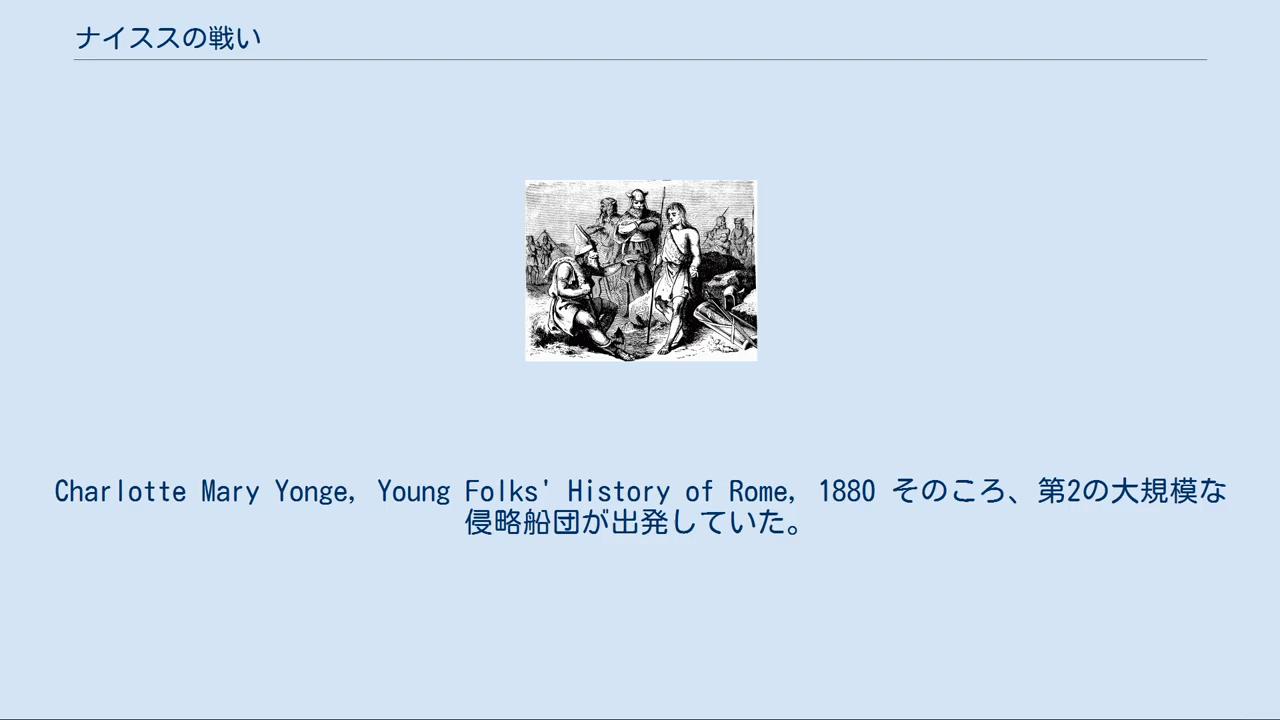 ナイススの戦い
Charlotte Mary Yonge, Young Folks' History of Rome, 1880 そのころ、第2の大規模な
侵略船団が出発していた。